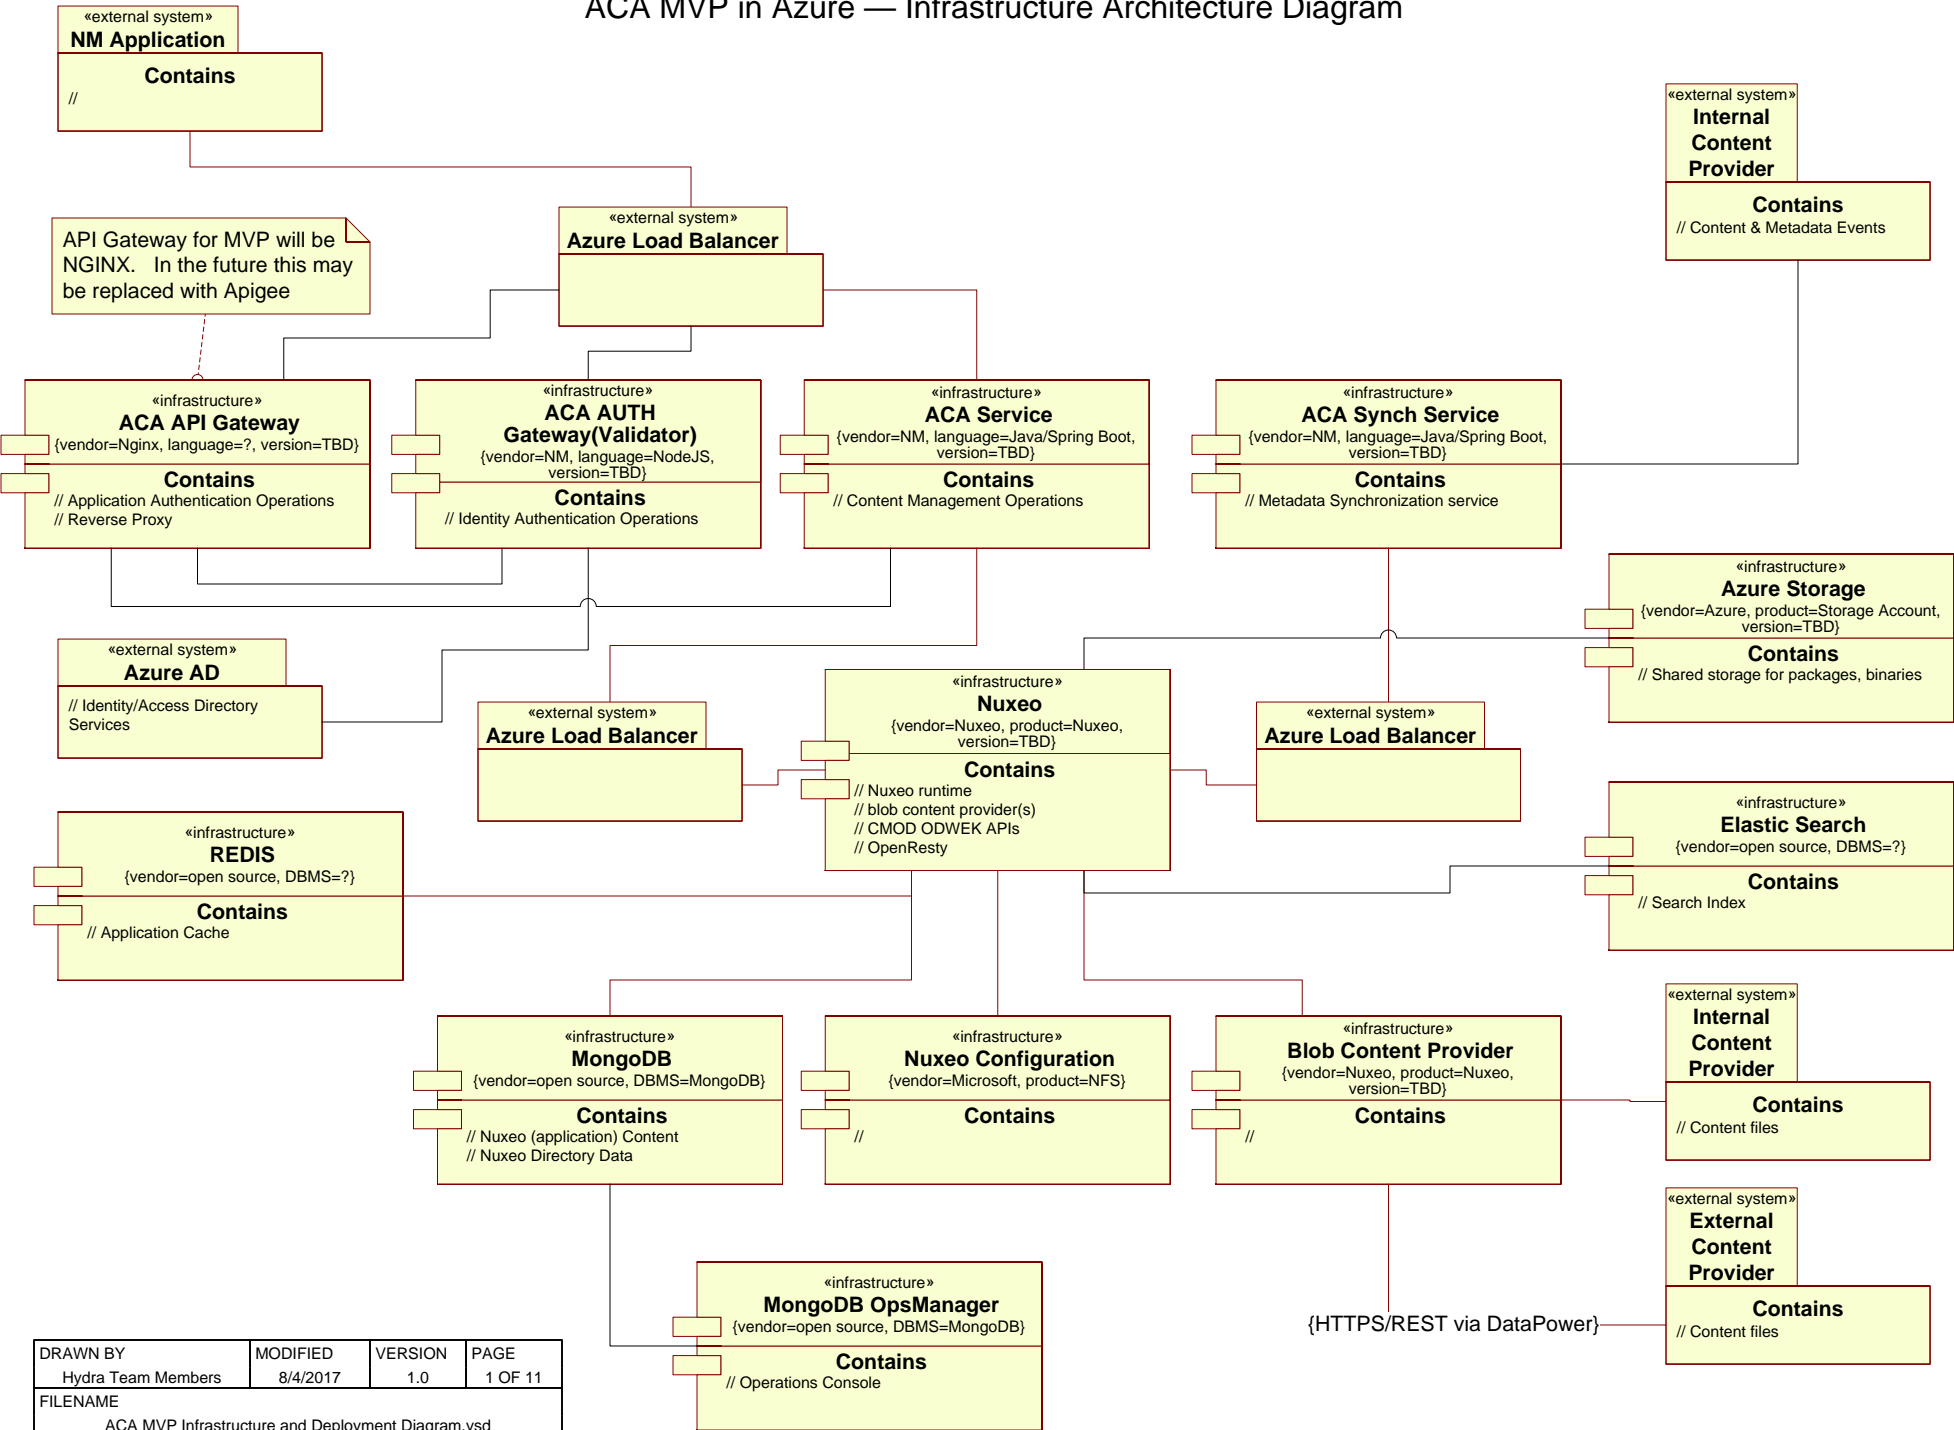 ACA MVP in Azure — Infrastructure Architecture Diagram
«external system»
NM Application
Contains
//
«external system»
Internal
Content
Provider
Contains
// Content & Metadata Events
API Gateway for MVP will be
NGINX.   In the future this may
be replaced with Apigee
«external system»
Azure Load Balancer
«infrastructure»
ACA API Gateway
{vendor=Nginx, language=?, version=TBD}
Contains
// Application Authentication Operations
// Reverse Proxy
«infrastructure»
ACA AUTH
Gateway(Validator)
{vendor=NM, language=NodeJS,
version=TBD}
Contains
// Identity Authentication Operations
«infrastructure»
ACA Service
{vendor=NM, language=Java/Spring Boot,
version=TBD}
Contains
// Content Management Operations
«infrastructure»
ACA Synch Service
{vendor=NM, language=Java/Spring Boot,
version=TBD}
Contains
// Metadata Synchronization service
«infrastructure»
Azure Storage
{vendor=Azure, product=Storage Account,
version=TBD}
Contains
// Shared storage for packages, binaries
«external system»
Azure AD
// Identity/Access Directory
Services
«external system»
Azure Load Balancer
«infrastructure»
Nuxeo
{vendor=Nuxeo, product=Nuxeo,
version=TBD}
Contains
// Nuxeo runtime
// blob content provider(s)
// CMOD ODWEK APIs
// OpenResty
«external system»
Azure Load Balancer
«infrastructure»
REDIS
{vendor=open source, DBMS=?}
Contains
// Application Cache
«infrastructure»
Elastic Search
{vendor=open source, DBMS=?}
Contains
// Search Index
«infrastructure»
MongoDB
{vendor=open source, DBMS=MongoDB}
Contains
// Nuxeo (application) Content
// Nuxeo Directory Data
«infrastructure»
Nuxeo Configuration
{vendor=Microsoft, product=NFS}
Contains
//
«infrastructure»
Blob Content Provider
{vendor=Nuxeo, product=Nuxeo,
version=TBD}
Contains
//
«external system»
Internal
Content
Provider
Contains
// Content files
«external system»
External
Content
Provider
Contains
// Content files
{HTTPS/REST via DataPower}
«infrastructure»
MongoDB OpsManager
{vendor=open source, DBMS=MongoDB}
Contains
// Operations Console
DRAWN BY MODIFIED VERSION PAGE
Hydra Team Members 8/4/2017 1.0 1 OF 11
FILENAME
ACA MVP Infrastructure and Deployment Diagram.vsd